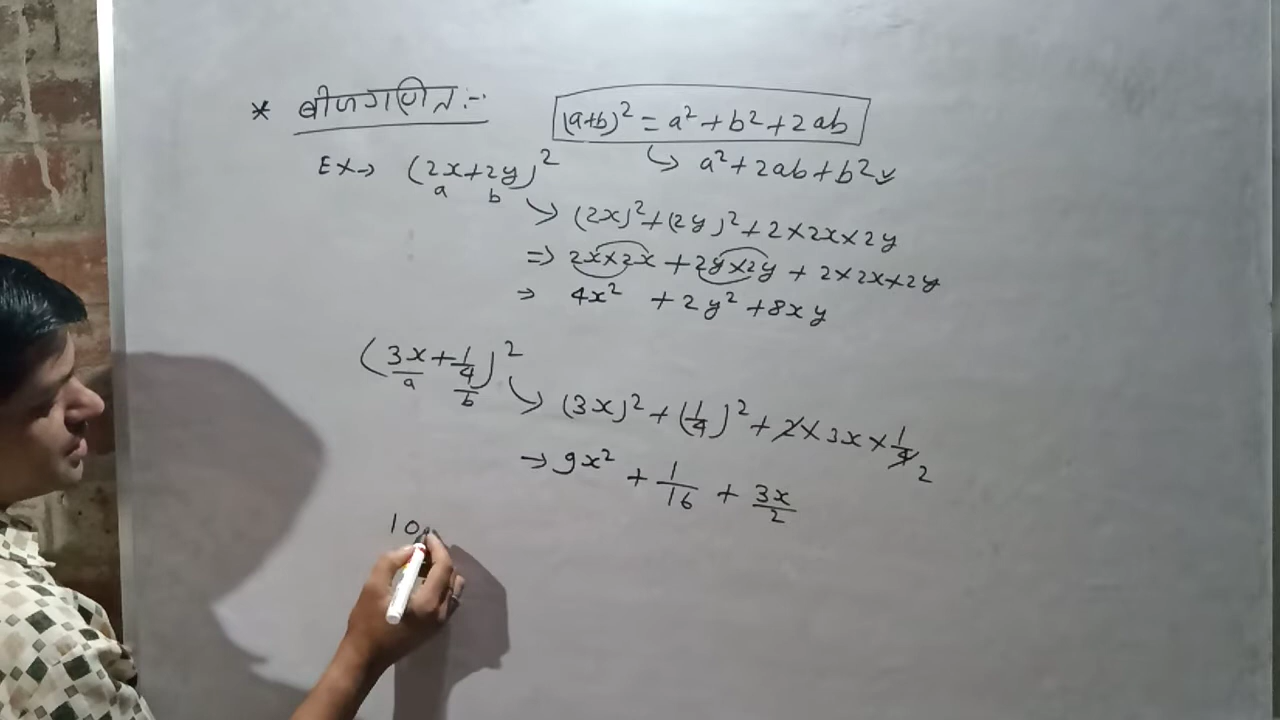 * बीजगणित :-
(a+b)² = a² + b² + 2ab
↳ a² + 2ab + b²
Ex→ (2x+2y)²
a b
↘ (2x)² + (2y)² + 2×2x×2y
⇒ 2x×2x + 2y×2y + 2×2x×2y
⇒ 4x² + 2y² + 8xy
(3x + 1/4)²
a b
↘ (3x)² + (1/4)² + 2×3x×1/4 2
→ 9x² + 1/16 + 3x/2
10